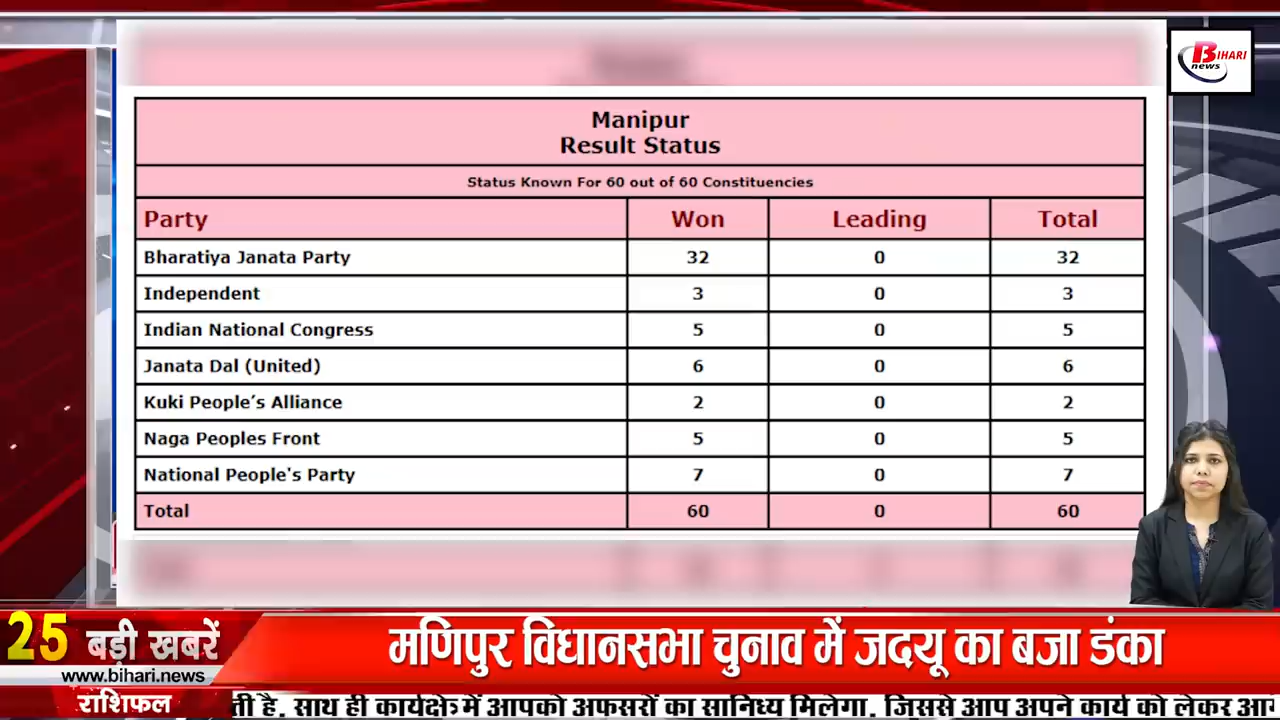 BIHARI
news
Manipur
Result Status
Status Known For 60 out of 60 Constituencies
Party Won Leading Total
Bharatiya Janata Party 32 0 32
Independent 3 0 3
Indian National Congress 5 0 5
Janata Dal (United) 6 0 6
Kuki People’s Alliance 2 0 2
Naga Peoples Front 5 0 5
National People's Party 7 0 7
Total 60 0 60
25 बड़ी खबरें
www.bihari.news
मणिपुर विधानसभा चुनाव में जदयू का बजा डंका
राशिफल
ती है. साथ ही कार्यक्षेत्र में आपको अफसरों का सानिध्य मिलेगा. जिससे आप अपने कार्य को लेकर